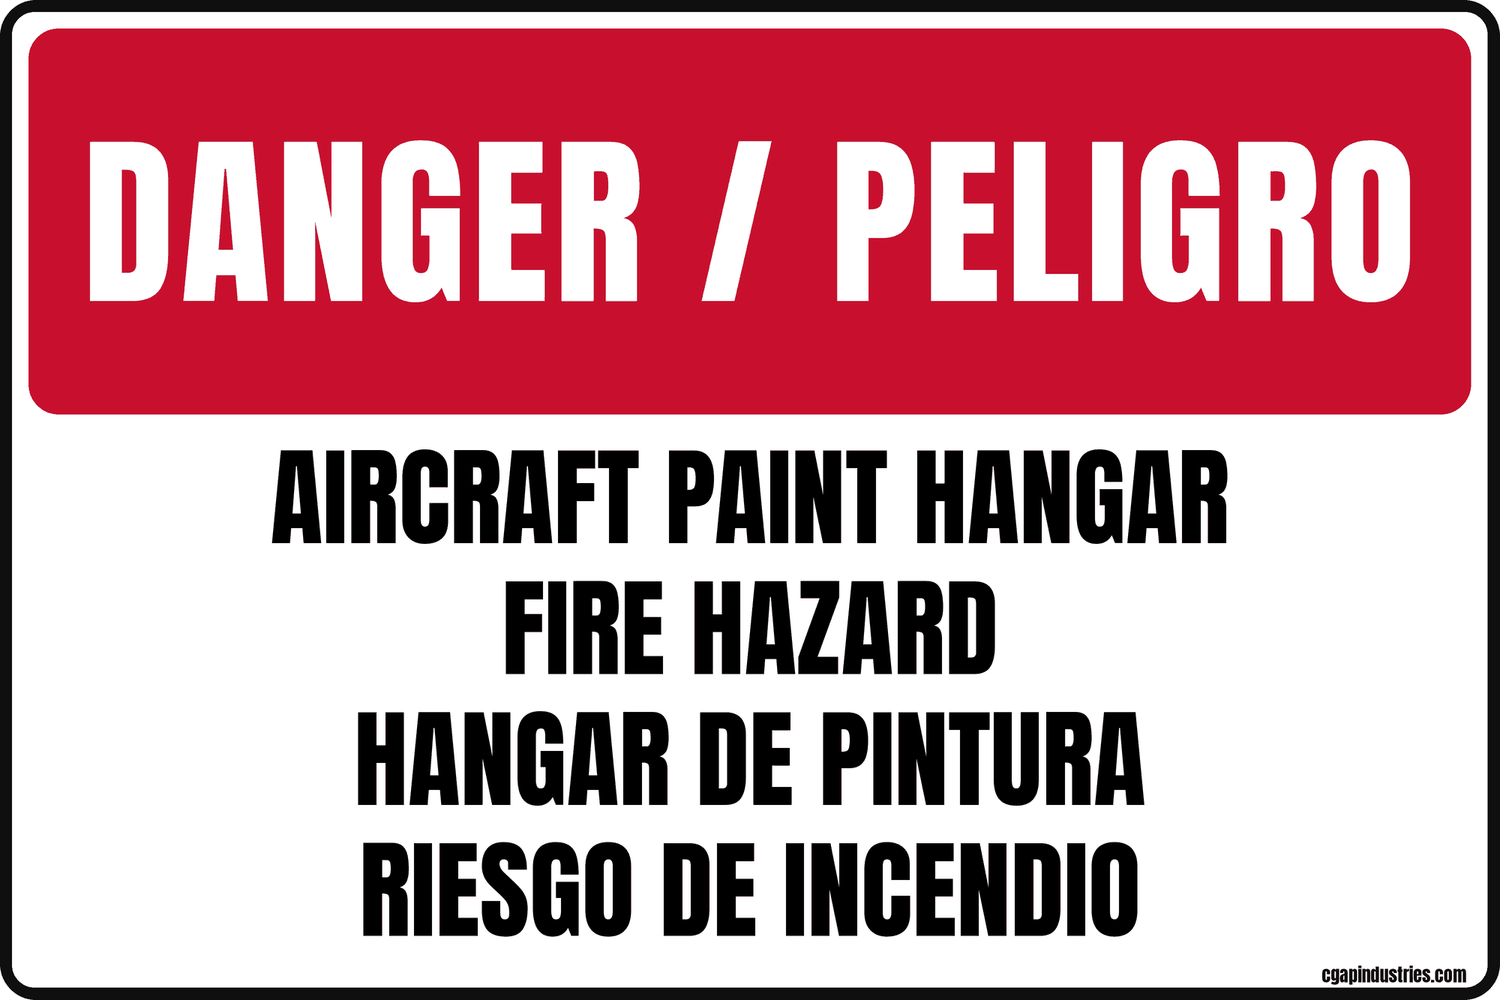 DANGER / PELIGRO
AIRCRAFT PAINT HANGAR
FIRE HAZARD
HANGAR DE PINTURA
RIESGO DE INCENDIO
cgapindustries.com